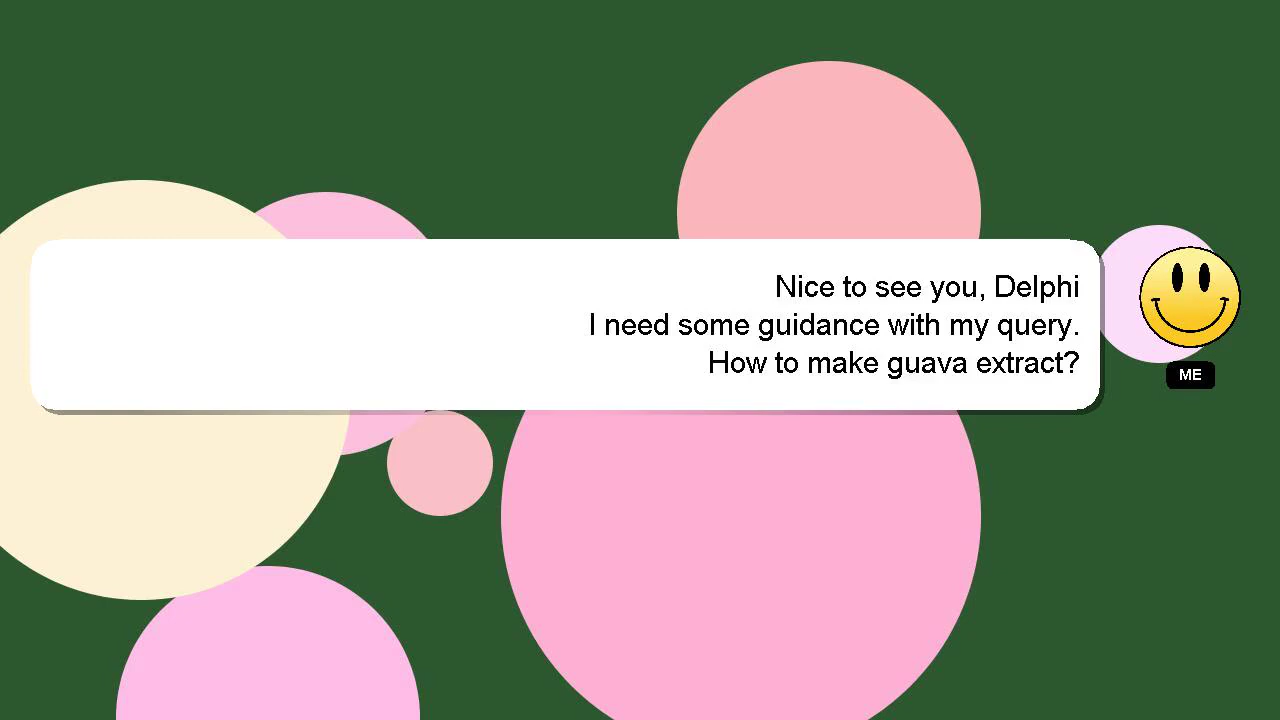 Nice to see you, Delphi
I need some guidance with my query.
How to make guava extract?
ME